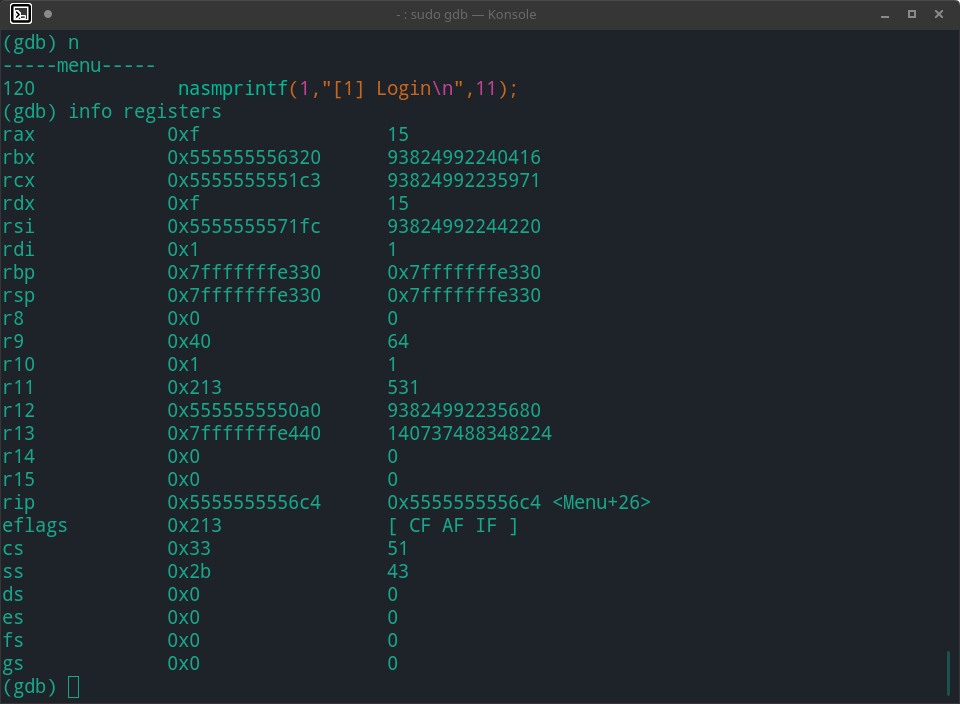 - : sudo gdb — Konsole
(gdb) n
-----menu-----
120             nasmprintf(1,"[1] Login\n",11);
(gdb) info registers
rax            0xf                 15
rbx            0x555555556320      93824992240416
rcx            0x5555555551c3      93824992235971
rdx            0xf                 15
rsi            0x5555555571fc      93824992244220
rdi            0x1                 1
rbp            0x7fffffffe330      0x7fffffffe330
rsp            0x7fffffffe330      0x7fffffffe330
r8             0x0                 0
r9             0x40                64
r10            0x1                 1
r11            0x213               531
r12            0x5555555550a0      93824992235680
r13            0x7fffffffe440      140737488348224
r14            0x0                 0
r15            0x0                 0
rip            0x5555555556c4      0x5555555556c4 <Menu+26>
eflags         0x213               [ CF AF IF ]
cs             0x33                51
ss             0x2b                43
ds             0x0                 0
es             0x0                 0
fs             0x0                 0
gs             0x0                 0
(gdb)